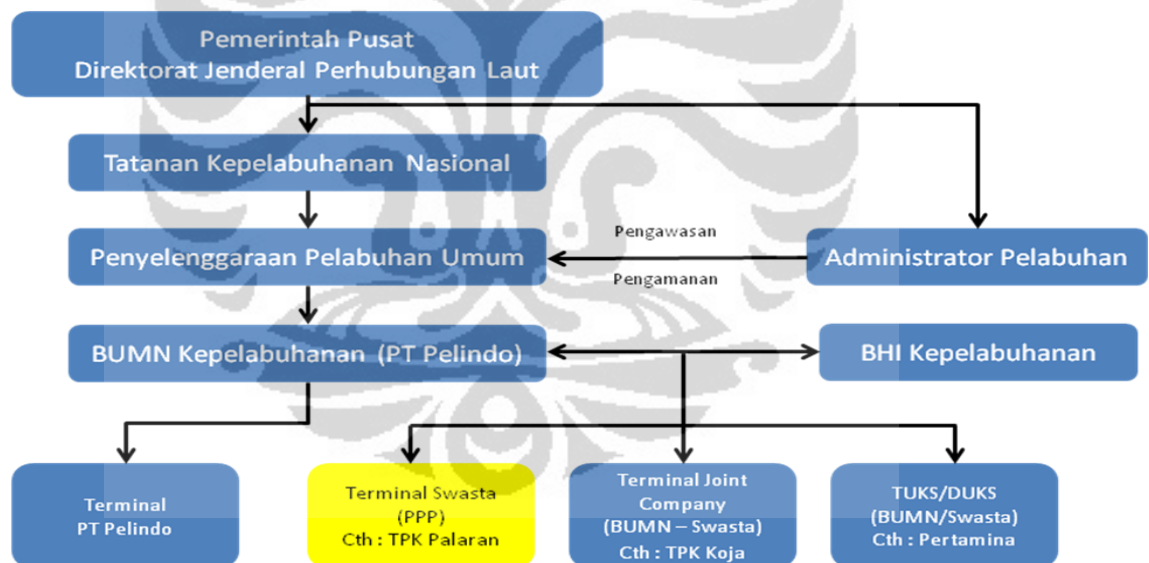 Pemerintah Pusat
Direktorat Jenderal Perhubungan Laut
Tatanan Kepelabuhanan Nasional
Penyelenggaraan Pelabuhan Umum
Pengawasan
Pengamanan
Administrator Pelabuhan
BUMN Kepelabuhanan (PT Pelindo)
BHI Kepelabuhanan
Terminal
PT Pelindo
Terminal Swasta
(PPP)
Cth : TPK Palaran
Terminal Joint
Company
(BUMN – Swasta)
Cth : TPK Koja
TUKS/DUKS
(BUMN/Swasta)
Cth : Pertamina